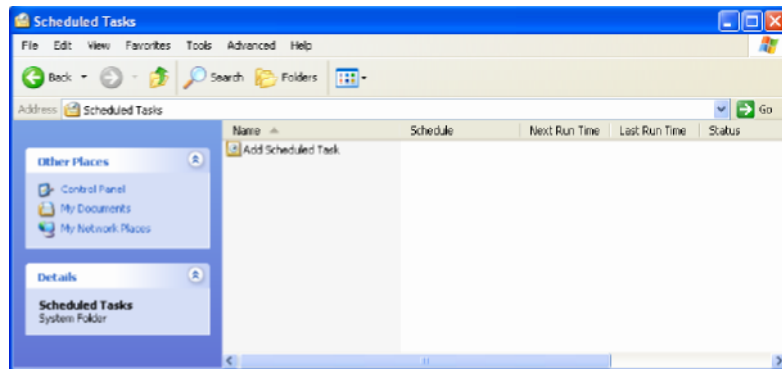 Scheduled Tasks
File Edit View Favorites Tools Advanced Help
Back Search Folders
Address Scheduled Tasks Go
Name Schedule Next Run Time Last Run Time Status
Add Scheduled Task
Other Places
Control Panel
My Documents
My Network Places
Details
Scheduled Tasks
System Folder